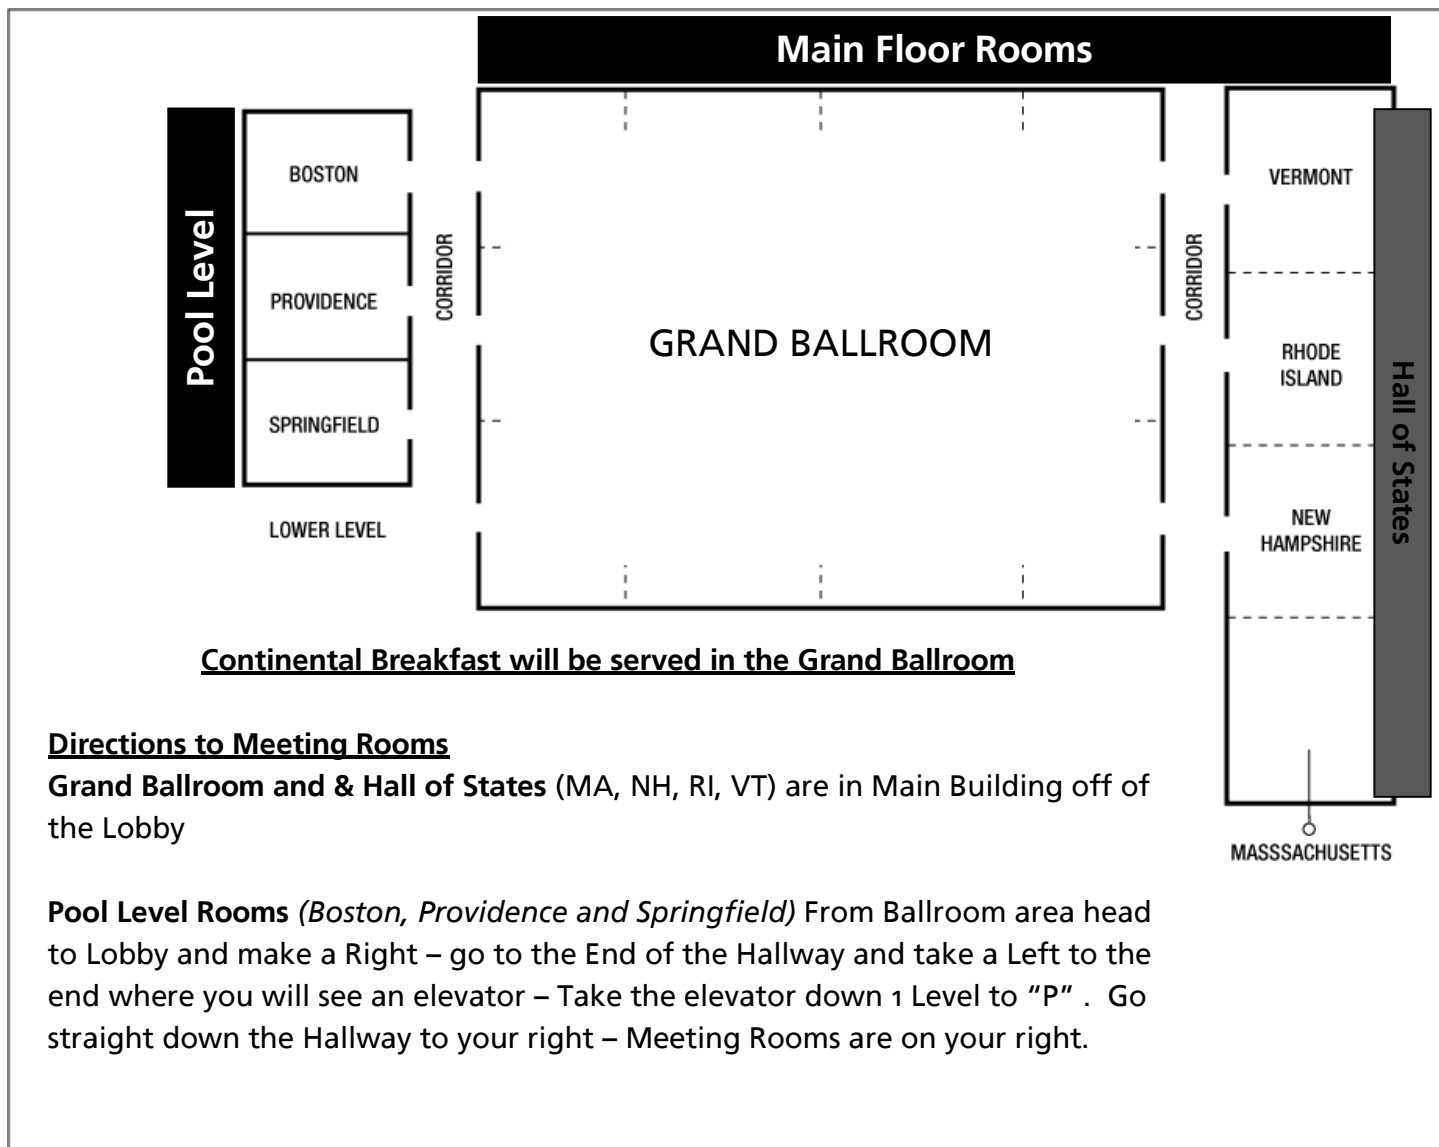 Main Floor Rooms
Pool Level
BOSTON
PROVIDENCE
SPRINGFIELD
LOWER LEVEL
CORRIDOR
GRAND BALLROOM
CORRIDOR
VERMONT
RHODE
ISLAND
NEW
HAMPSHIRE
Hall of States
MASSSACHUSETTS
Continental Breakfast will be served in the Grand Ballroom
Directions to Meeting Rooms
Grand Ballroom and & Hall of States (MA, NH, RI, VT) are in Main Building off of
the Lobby
Pool Level Rooms (Boston, Providence and Springfield) From Ballroom area head
to Lobby and make a Right – go to the End of the Hallway and take a Left to the
end where you will see an elevator – Take the elevator down 1 Level to “P” . Go
straight down the Hallway to your right – Meeting Rooms are on your right.